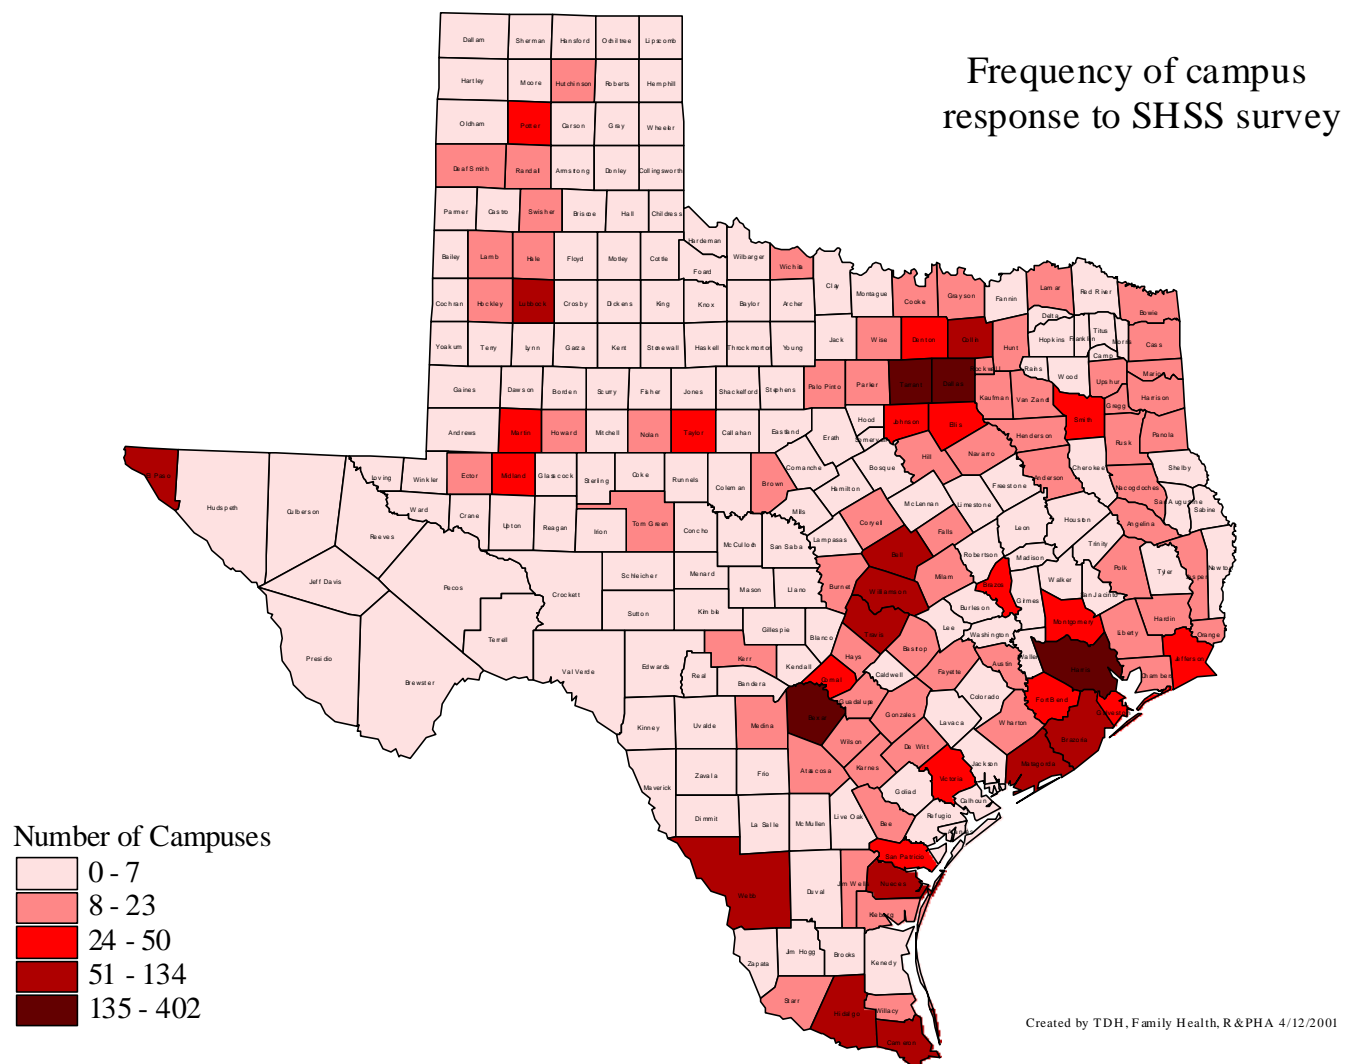 Frequency of campus
response to SHSS survey
Dallam Sherman Hansford Ochiltree Lipscomb
Hartley Moore Hutchinson Roberts Hemphill
Oldham Potter Carson Gray Wheeler
Deaf Smith Randall Armstrong Donley Collingsworth
Parmer Castro Swisher Briscoe Hall Childress
Hardeman
Bailey Lamb Hale Floyd Motley Cottle Foard Wilbarger Wichita
Cochran Hockley Lubbock Crosby Dickens King Knox Baylor Archer Clay Montague Cooke Grayson Fannin Lamar Red River Bowie
Delta
Yoakum Terry Lynn Garza Kent Stonewall Haskell Throckmorton Young Jack Wise Denton Collin Hunt Hopkins Franklin Titus Morris Cass
Camp
Gaines Dawson Borden Scurry Fisher Jones Shackelford Stephens Palo Pinto Parker Tarrant Dallas Rockwall Rains Wood Upshur Marion
Kaufman Van Zandt Smith Gregg Harrison
Andrews Martin Howard Mitchell Nolan Taylor Callahan Eastland Erath Hood Somervell Johnson Ellis Henderson Rusk Panola
El Paso Hudspeth Culberson Loving Winkler Ector Midland Glasscock Sterling Coke Runnels Coleman Brown Comanche Bosque Hill Navarro Anderson Cherokee Shelby
Hamilton McLennan Limestone Freestone Nacogdoches San Augustine Sabine
Reeves Ward Crane Upton Reagan Irion Tom Green Concho McCulloch San Saba Mills Lampasas Coryell Falls Leon Houston Angelina
Jeff Davis Pecos Crockett Schleicher Menard Mason Llano Burnet Bell Milam Robertson Madison Trinity Polk Tyler Jasper Newton
Sutton Kimble Williamson Brazos Grimes Walker San Jacinto
Presidio Brewster Terrell Val Verde Edwards Gillespie Blanco Travis Lee Burleson Washington Montgomery Liberty Hardin Orange
Real Kerr Bandera Kendall Hays Bastrop Fayette Austin Waller Harris Chambers Jefferson
Comal Caldwell Colorado Fort Bend Galveston
Kinney Uvalde Medina Bexar Guadalupe Gonzales Lavaca Wharton Brazoria
Maverick Zavala Frio Atascosa Wilson Karnes De Witt Victoria Jackson Matagorda
Dimmit La Salle McMullen Live Oak Bee Goliad Refugio Calhoun
San Patricio
Webb Duval Jim Wells Nueces
Kleberg
Zapata Jim Hogg Brooks Kenedy
Starr Hidalgo Willacy
Cameron
Number of Campuses
0 - 7
8 - 23
24 - 50
51 - 134
135 - 402
Created by TDH, Family Health, R&PHA 4/12/2001